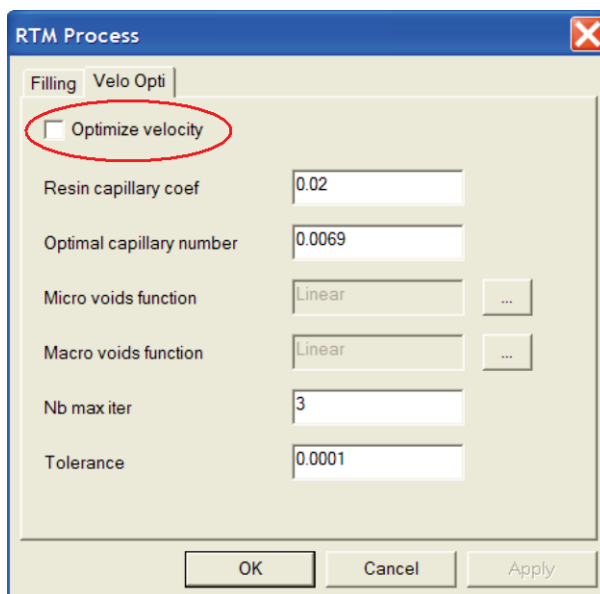 RTM Process
Filling Velo Opti
Optimize velocity
Resin capillary coef 0.02
Optimal capillary number 0.0069
Micro voids function Linear ...
Macro voids function Linear ...
Nb max iter 3
Tolerance 0.0001
OK Cancel Apply